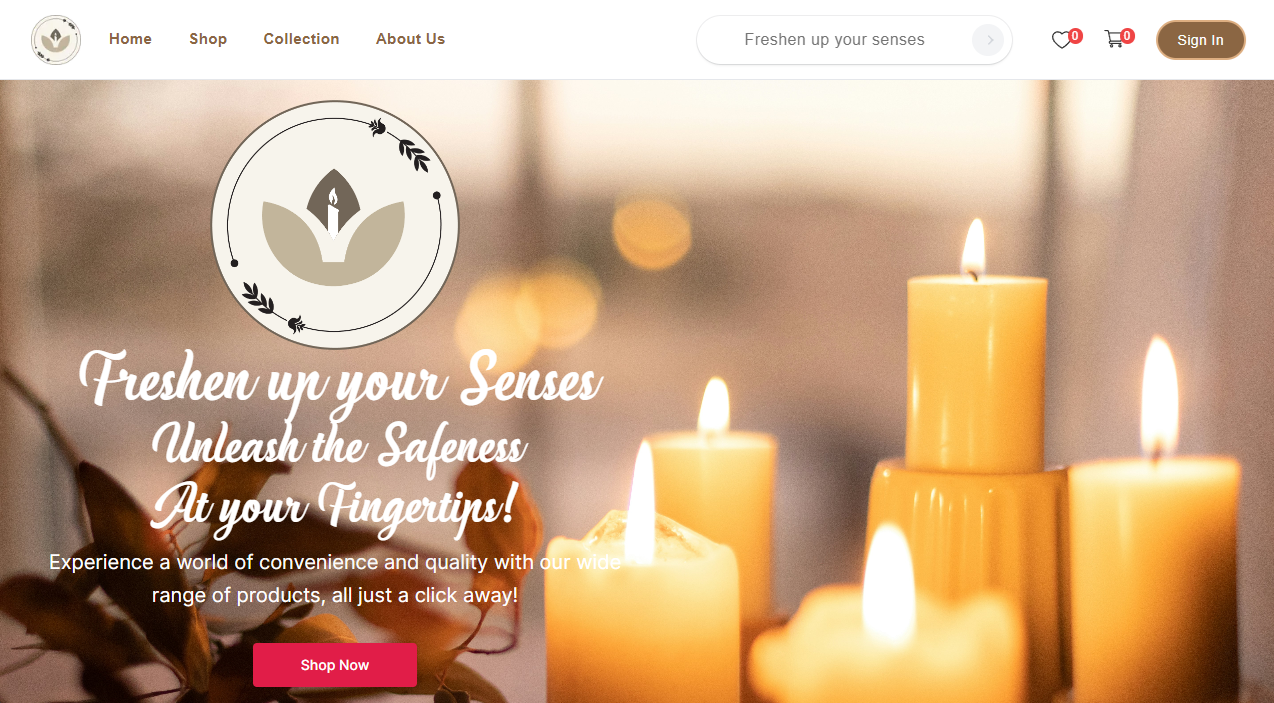 Home Shop Collection About Us Freshen up your senses 0 0 Sign In
Freshen up your Senses
Unleash the Safeness
At your Fingertips!
Experience a world of convenience and quality with our wide
range of products, all just a click away!
Shop Now